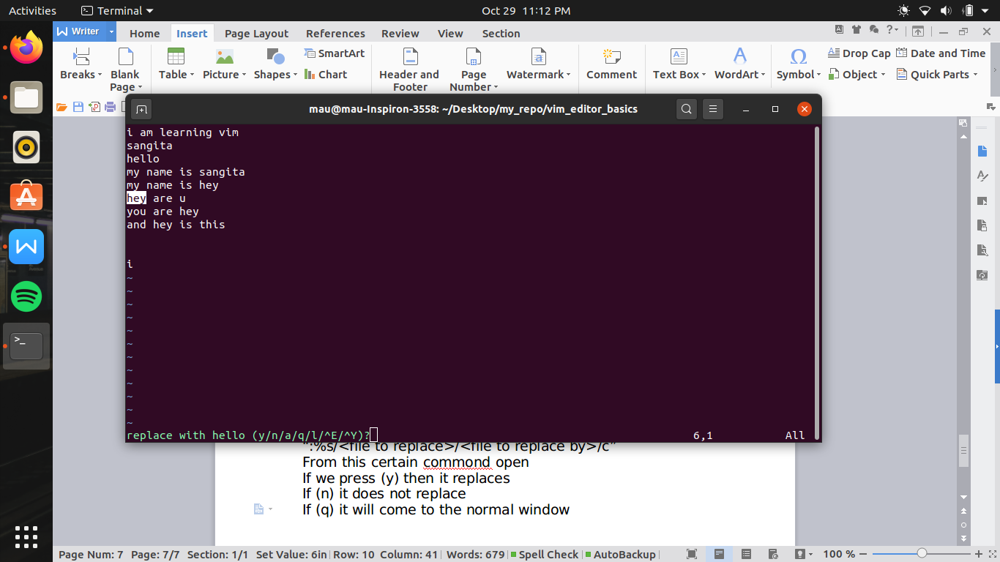 Activities Terminal Oct 29 11:12 PM
Writer Home Insert Page Layout References Review View Section
SmartArt Drop Cap Date and Time
Breaks Blank Page Table Picture Shapes Chart Header and Footer Page Number Watermark Comment Text Box WordArt Symbol Object Quick Parts
mau@mau-Inspiron-3558: ~/Desktop/my_repo/vim_editor_basics
i am learning vim
sangita
hello
my name is sangita
my name is hey
hey are u
you are hey
and hey is this
i
~
~
~
~
~
~
~
~
~
~
~
~
replace with hello (y/n/a/q/l/^E/^Y)? 6,1 All
":%s/<file to replace>/<file to replace by>/c"
From this certain commond open
If we press (y) then it replaces
If (n) it does not replace
If (q) it will come to the normal window
Page Num: 7 Page: 7/7 Section: 1/1 Set Value: 6in Row: 10 Column: 41 Words: 679 Spell Check AutoBackup 100 %